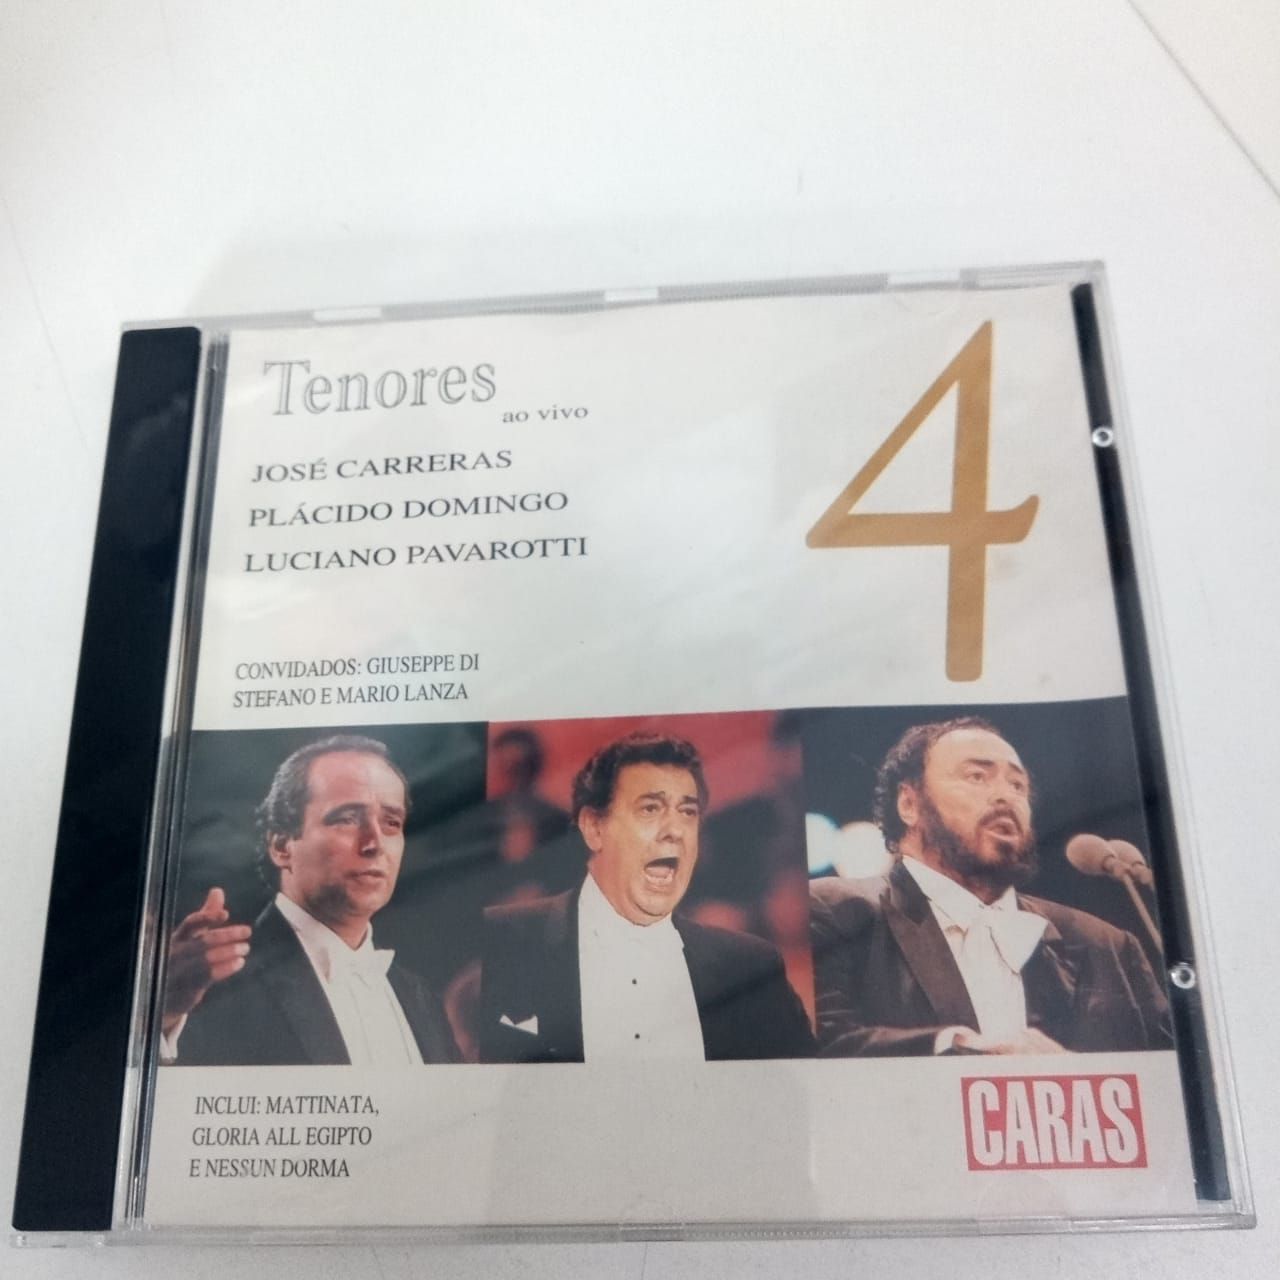 Tenores
ao vivo
4
JOSÉ CARRERAS
PLÁCIDO DOMINGO
LUCIANO PAVAROTTI
CONVIDADOS: GIUSEPPE DI
STEFANO E MARIO LANZA
INCLUI: MATTINATA,
GLORIA ALL EGIPTO
E NESSUN DORMA
CARAS